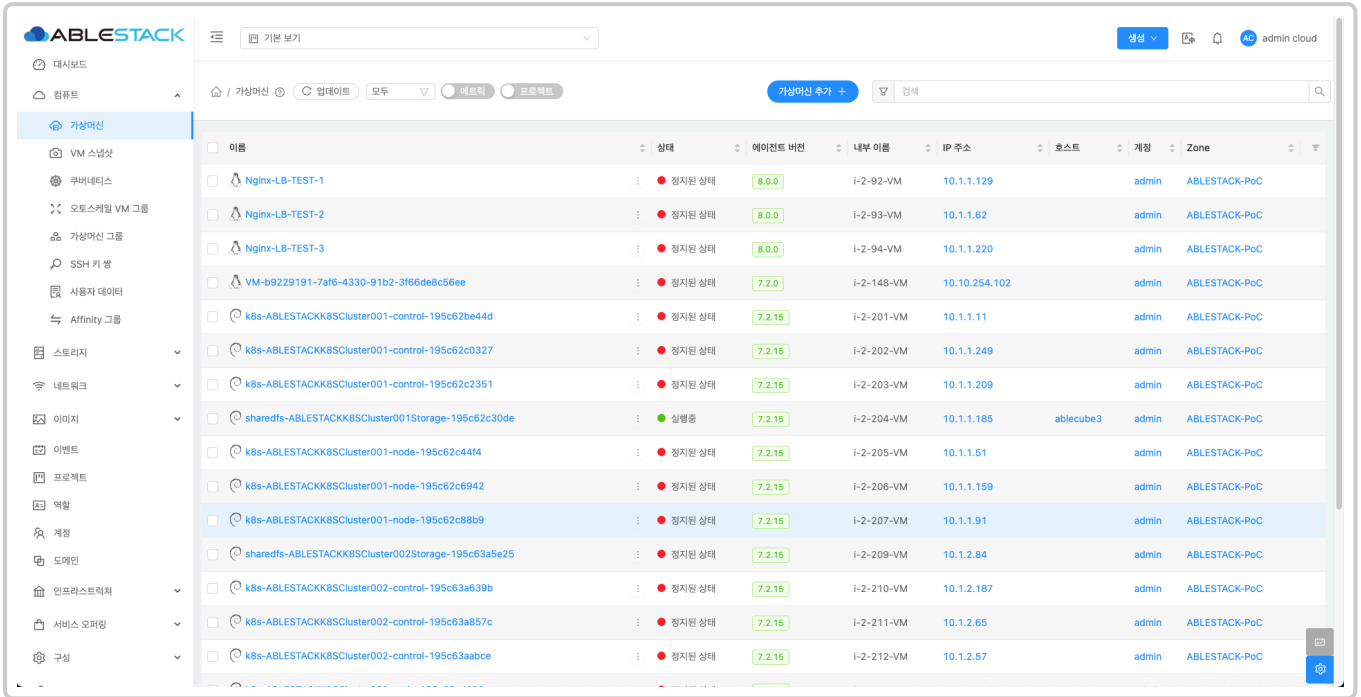 ABLESTACK
기본 보기
생성
AC admin cloud
대시보드
컴퓨트
가상머신
VM 스냅샷
쿠버네티스
오토스케일 VM 그룹
가상머신 그룹
SSH 키 쌍
사용자 데이터
Affinity 그룹
스토리지
네트워크
이미지
이벤트
프로젝트
역할
계정
도메인
인프라스트럭쳐
서비스 오퍼링
구성
/ 가상머신 업데이트 모두 메트릭 프로젝트
가상머신 추가 + 검색
이름 상태 에이전트 버전 내부 이름 IP 주소 호스트 계정 Zone
Nginx-LB-TEST-1 정지된 상태 8.0.0 i-2-92-VM 10.1.1.129 admin ABLESTACK-PoC
Nginx-LB-TEST-2 정지된 상태 8.0.0 i-2-93-VM 10.1.1.62 admin ABLESTACK-PoC
Nginx-LB-TEST-3 정지된 상태 8.0.0 i-2-94-VM 10.1.1.220 admin ABLESTACK-PoC
VM-b9229191-7af6-4330-91b2-3f66de8c56ee 정지된 상태 7.2.0 i-2-148-VM 10.10.254.102 admin ABLESTACK-PoC
k8s-ABLESTACKK8SCluster001-control-195c62be44d 정지된 상태 7.2.15 i-2-201-VM 10.1.1.11 admin ABLESTACK-PoC
k8s-ABLESTACKK8SCluster001-control-195c62c0327 정지된 상태 7.2.15 i-2-202-VM 10.1.1.249 admin ABLESTACK-PoC
k8s-ABLESTACKK8SCluster001-control-195c62c2351 정지된 상태 7.2.15 i-2-203-VM 10.1.1.209 admin ABLESTACK-PoC
sharedfs-ABLESTACKK8SCluster001Storage-195c62c30de 실행중 7.2.15 i-2-204-VM 10.1.1.185 ablecube3 admin ABLESTACK-PoC
k8s-ABLESTACKK8SCluster001-node-195c62c44f4 정지된 상태 7.2.15 i-2-205-VM 10.1.1.51 admin ABLESTACK-PoC
k8s-ABLESTACKK8SCluster001-node-195c62c6942 정지된 상태 7.2.15 i-2-206-VM 10.1.1.159 admin ABLESTACK-PoC
k8s-ABLESTACKK8SCluster001-node-195c62c88b9 정지된 상태 7.2.15 i-2-207-VM 10.1.1.91 admin ABLESTACK-PoC
sharedfs-ABLESTACKK8SCluster002Storage-195c63a5e25 정지된 상태 7.2.15 i-2-209-VM 10.1.2.84 admin ABLESTACK-PoC
k8s-ABLESTACKK8SCluster002-control-195c63a639b 정지된 상태 7.2.15 i-2-210-VM 10.1.2.187 admin ABLESTACK-PoC
k8s-ABLESTACKK8SCluster002-control-195c63a857c 정지된 상태 7.2.15 i-2-211-VM 10.1.2.65 admin ABLESTACK-PoC
k8s-ABLESTACKK8SCluster002-control-195c63aabce 정지된 상태 7.2.15 i-2-212-VM 10.1.2.57 admin ABLESTACK-PoC